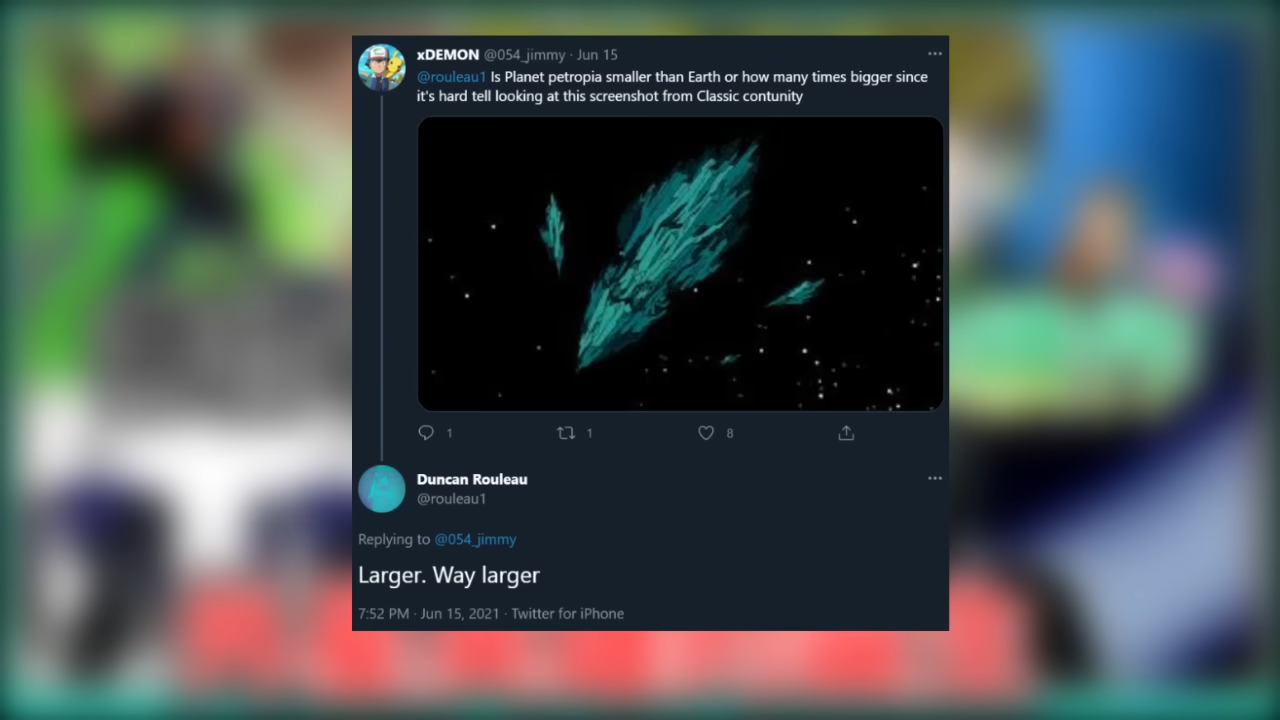 xDEMON @054_jimmy · Jun 15
@rouleau1 Is Planet petropia smaller than Earth or how many times bigger since
it's hard tell looking at this screenshot from Classic contunity
1 1 8
Duncan Rouleau
@rouleau1
Replying to @054_jimmy
Larger. Way larger
7:52 PM · Jun 15, 2021 · Twitter for iPhone